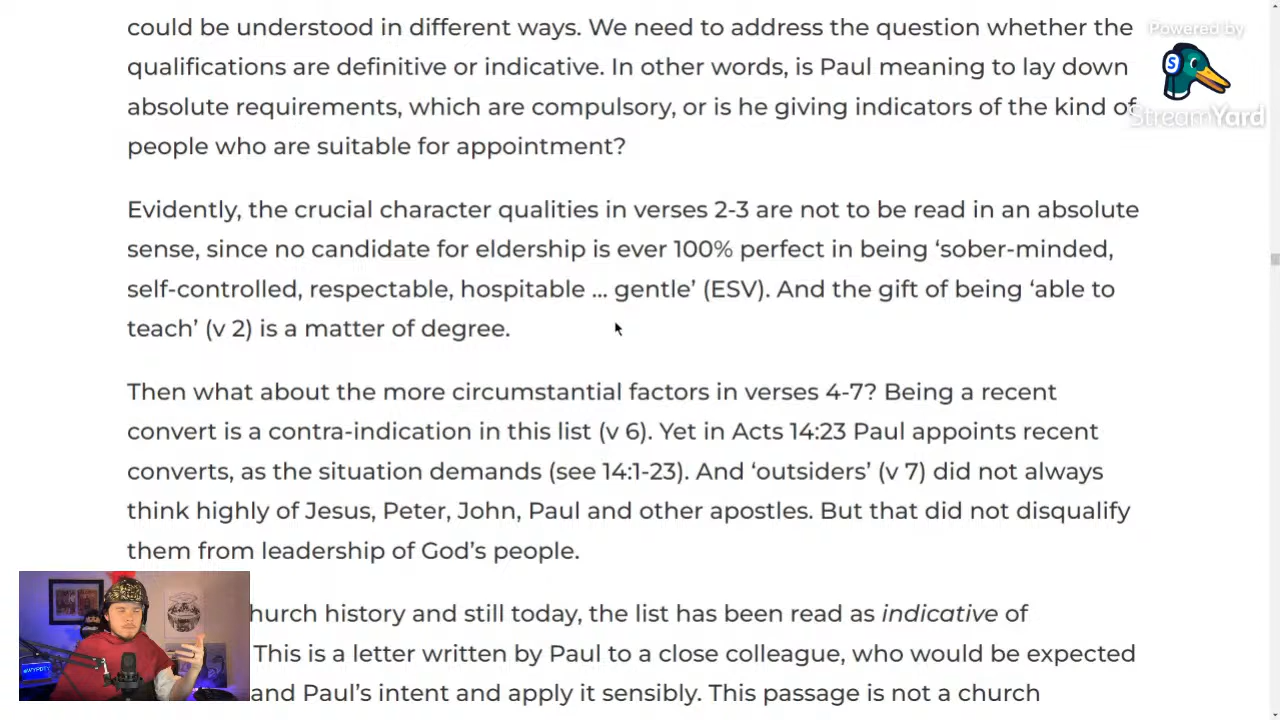 could be understood in different ways. We need to address the question whether the
qualifications are definitive or indicative. In other words, is Paul meaning to lay down
absolute requirements, which are compulsory, or is he giving indicators of the kind of
people who are suitable for appointment?
Powered by
S
StreamYard
Evidently, the crucial character qualities in verses 2-3 are not to be read in an absolute
sense, since no candidate for eldership is ever 100% perfect in being ‘sober-minded,
self-controlled, respectable, hospitable ... gentle’ (ESV). And the gift of being ‘able to
teach’ (v 2) is a matter of degree.
Then what about the more circumstantial factors in verses 4-7? Being a recent
convert is a contra-indication in this list (v 6). Yet in Acts 14:23 Paul appoints recent
converts, as the situation demands (see 14:1-23). And ‘outsiders’ (v 7) did not always
think highly of Jesus, Peter, John, Paul and other apostles. But that did not disqualify
them from leadership of God’s people.
hurch history and still today, the list has been read as indicative of
This is a letter written by Paul to a close colleague, who would be expected
and Paul’s intent and apply it sensibly. This passage is not a church
#WYPDTV